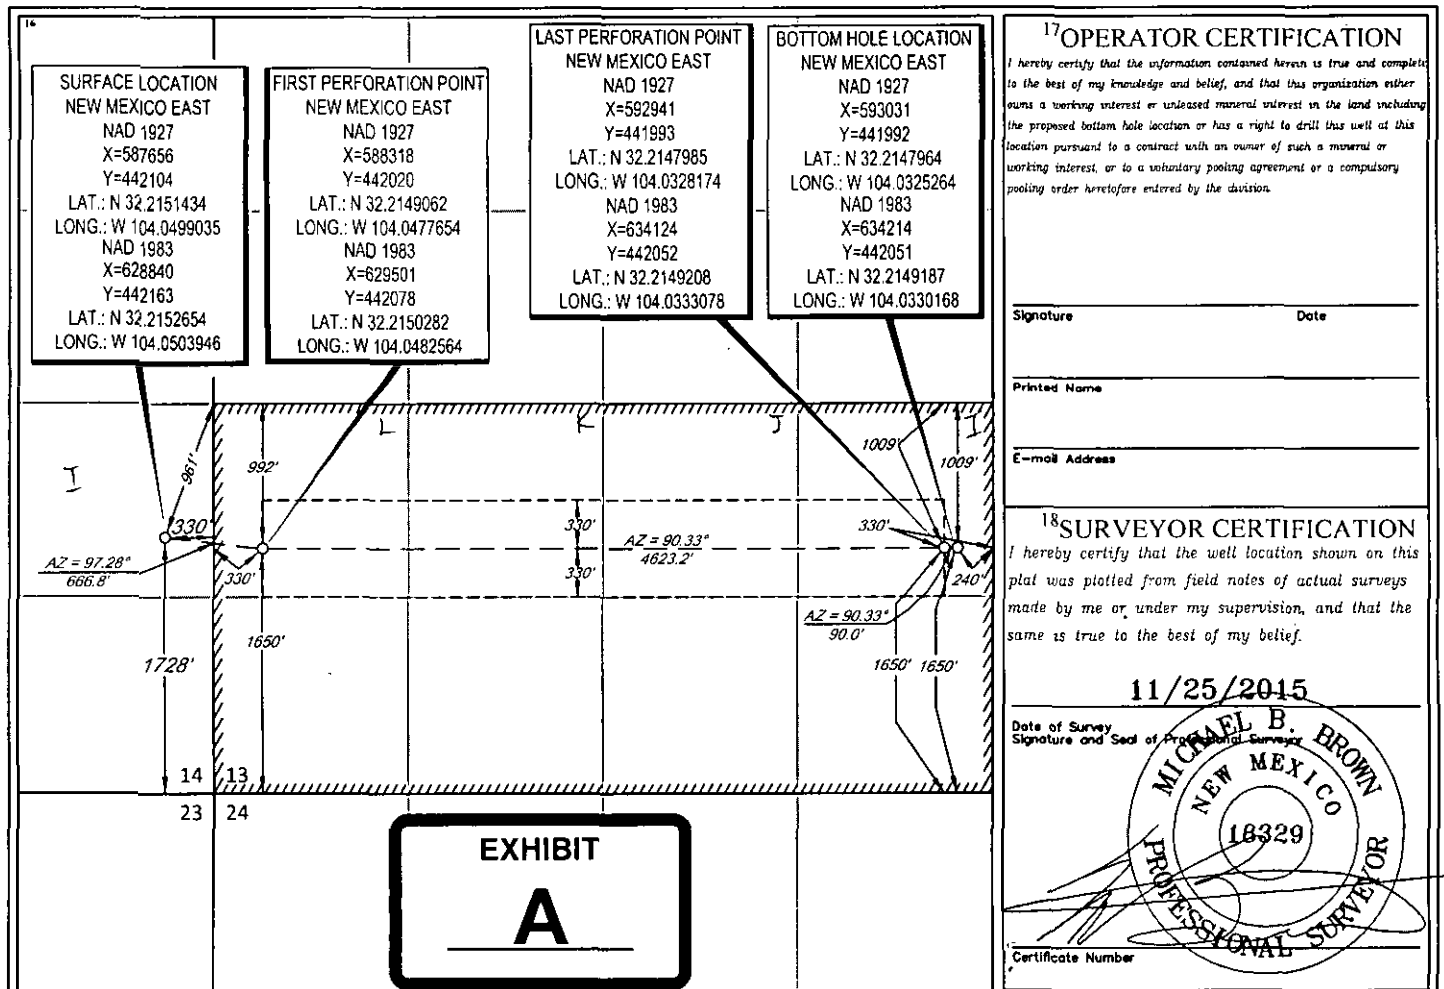 16
SURFACE LOCATION
NEW MEXICO EAST
NAD 1927
X=587656
Y=442104
LAT.: N 32.2151434
LONG.: W 104.0499035
NAD 1983
X=628840
Y=442163
LAT.: N 32.2152654
LONG.: W 104.0503946
FIRST PERFORATION POINT
NEW MEXICO EAST
NAD 1927
X=588318
Y=442020
LAT.: N 32.2149062
LONG.: W 104.0477654
NAD 1983
X=629501
Y=442078
LAT.: N 32.2150282
LONG.: W 104.0482564
LAST PERFORATION POINT
NEW MEXICO EAST
NAD 1927
X=592941
Y=441993
LAT.: N 32.2147985
LONG.: W 104.0328174
NAD 1983
X=634124
Y=442052
LAT.: N 32.2149208
LONG.: W 104.0333078
BOTTOM HOLE LOCATION
NEW MEXICO EAST
NAD 1927
X=593031
Y=441992
LAT.: N 32.2147964
LONG.: W 104.0325264
NAD 1983
X=634214
Y=442051
LAT.: N 32.2149187
LONG.: W 104.0330168
L K J I
I
961'
992'
1009'
1009'
330'
330'
330'
AZ = 97.28°
666.8'
330'
AZ = 90.33°
4623.2'
330'
240'
AZ = 90.33°
90.0'
1728'
1650'
1650' 1650'
14 13
23 24
EXHIBIT
A
17 OPERATOR CERTIFICATION
I hereby certify that the information contained herein is true and complete
to the best of my knowledge and belief, and that this organization either
owns a working interest or unleased mineral interest in the land including
the proposed bottom hole location or has a right to drill this well at this
location pursuant to a contract with an owner of such a mineral or
working interest, or to a voluntary pooling agreement or a compulsory
pooling order heretofore entered by the division.
Signature Date
Printed Name
E-mail Address
18 SURVEYOR CERTIFICATION
I hereby certify that the well location shown on this
plat was plotted from field notes of actual surveys
made by me or under my supervision, and that the
same is true to the best of my belief.
11/25/2015
Date of Survey
Signature and Seal of Professional Surveyor
MICHAEL B. BROWN
NEW MEXICO
18329
PROFESSIONAL SURVEYOR
Certificate Number